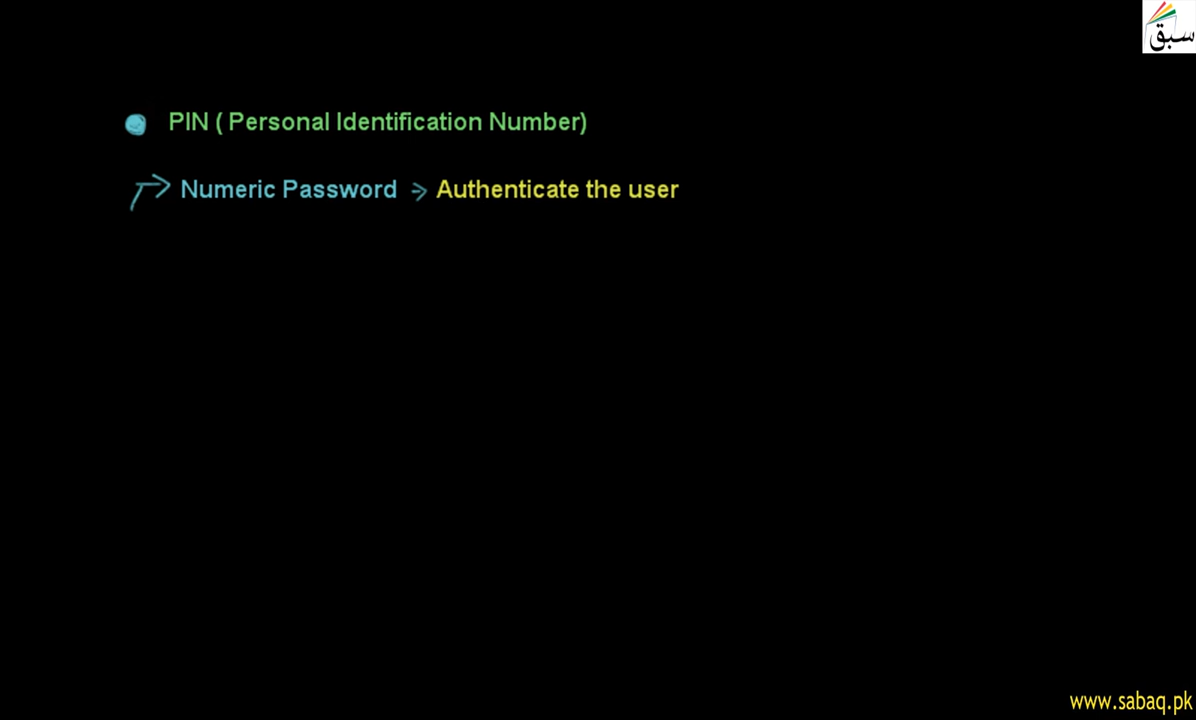 سبق
PIN ( Personal Identification Number)
Numeric Password → Authenticate the user
www.sabaq.pk